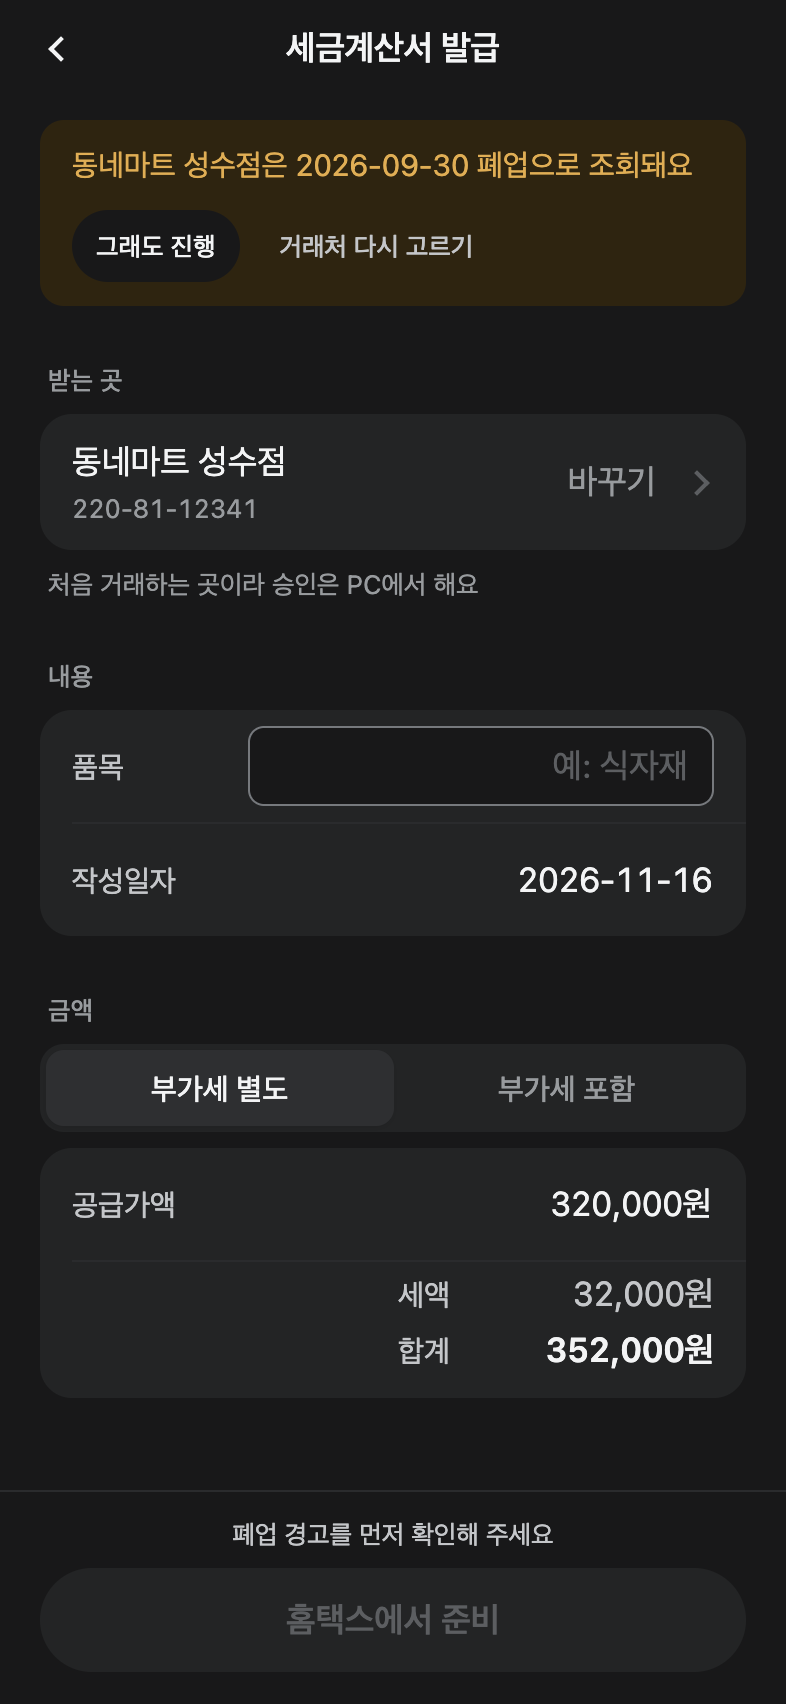 세금계산서 발급
동네마트 성수점은 2026-09-30 폐업으로 조회돼요
그래도 진행 거래처 다시 고르기
받는 곳
동네마트 성수점
220-81-12341
바꾸기
처음 거래하는 곳이라 승인은 PC에서 해요
내용
품목 예: 식자재
작성일자 2026-11-16
금액
부가세 별도 부가세 포함
공급가액 320,000원
세액 32,000원
합계 352,000원
폐업 경고를 먼저 확인해 주세요
홈택스에서 준비